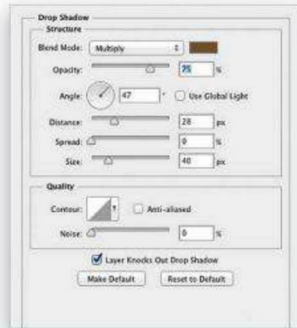 Drop Shadow
Structure
Blend Mode: Multiply
Opacity: 75 %
Angle: 47 ° Use Global Light
Distance: 28 px
Spread: 0 %
Size: 40 px
Quality
Contour: Anti-aliased
Noise: 0 %
Layer Knocks Out Drop Shadow
Make Default Reset to Default